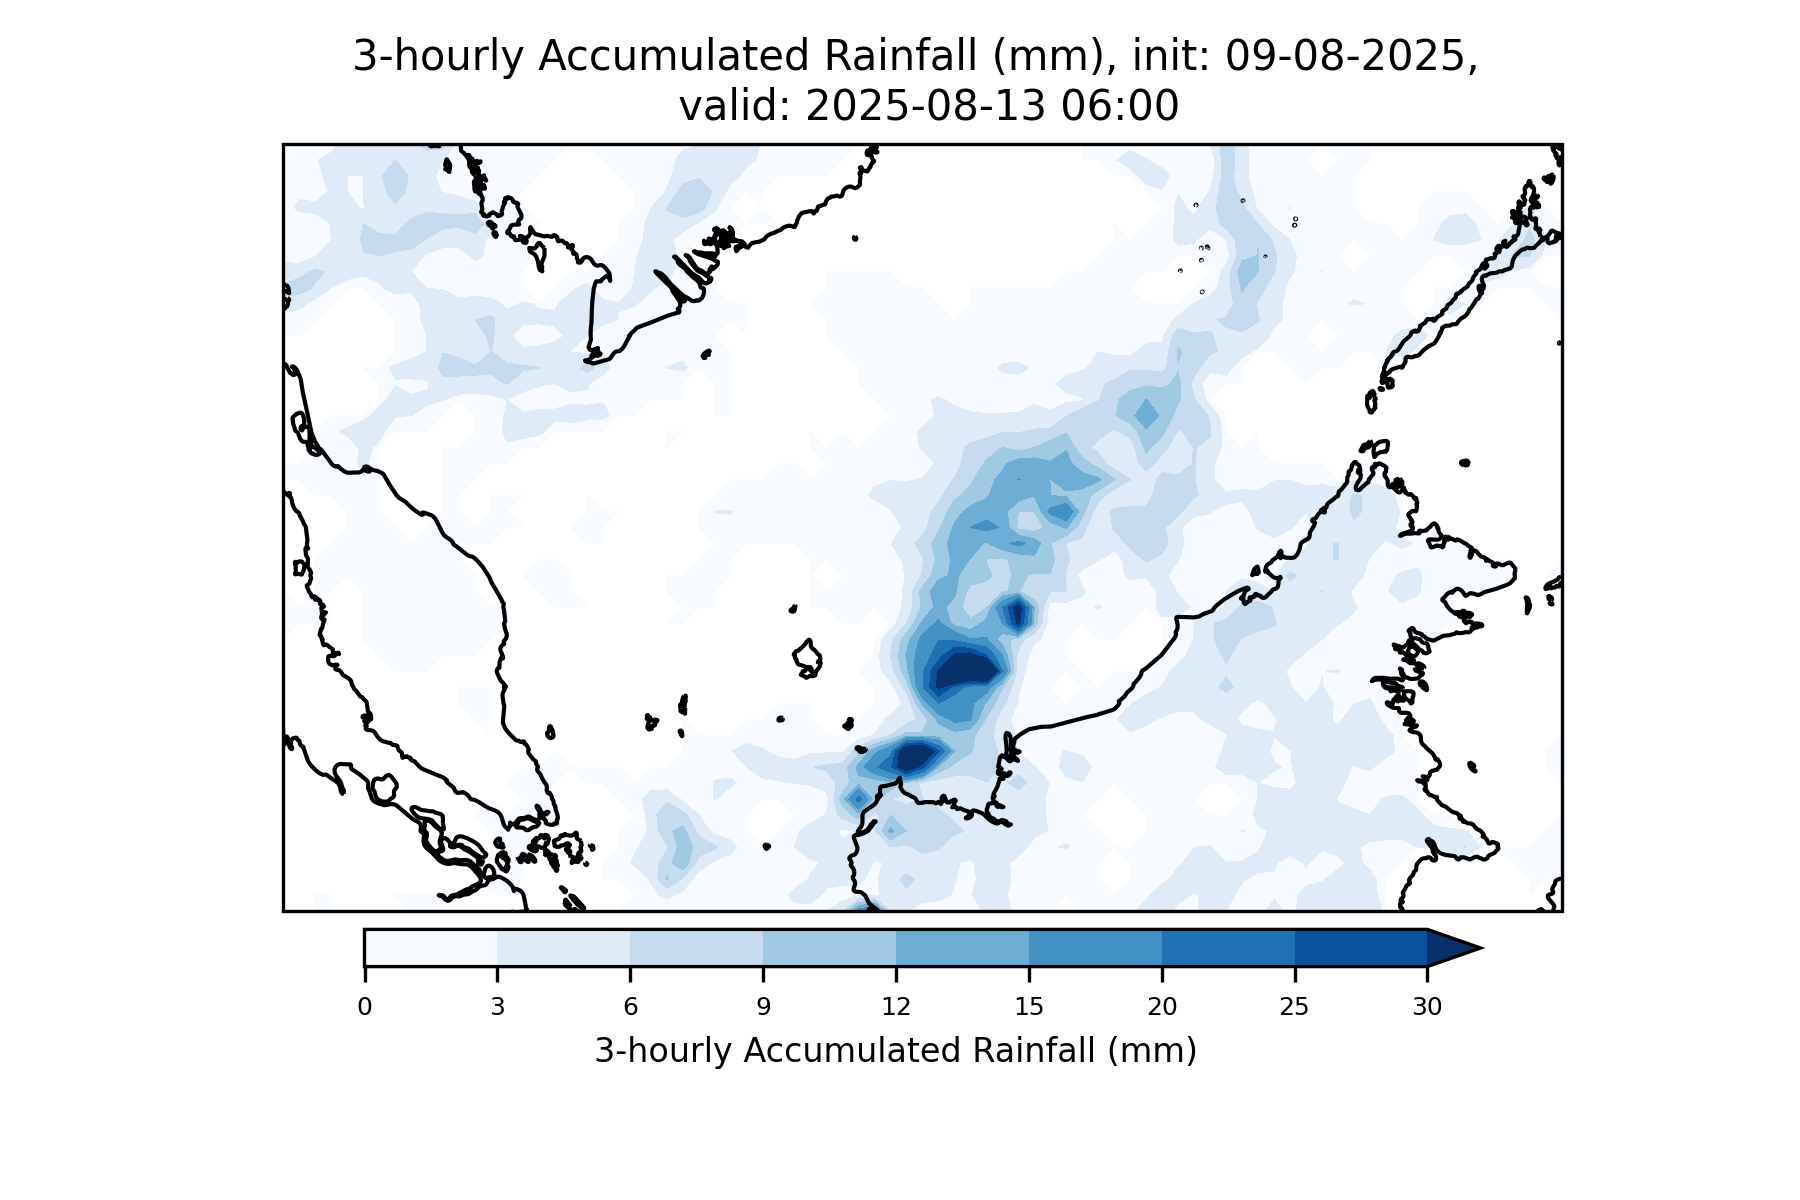 3-hourly Accumulated Rainfall (mm), init: 09-08-2025,
valid: 2025-08-13 06:00
0 3 6 9 12 15 20 25 30
3-hourly Accumulated Rainfall (mm)